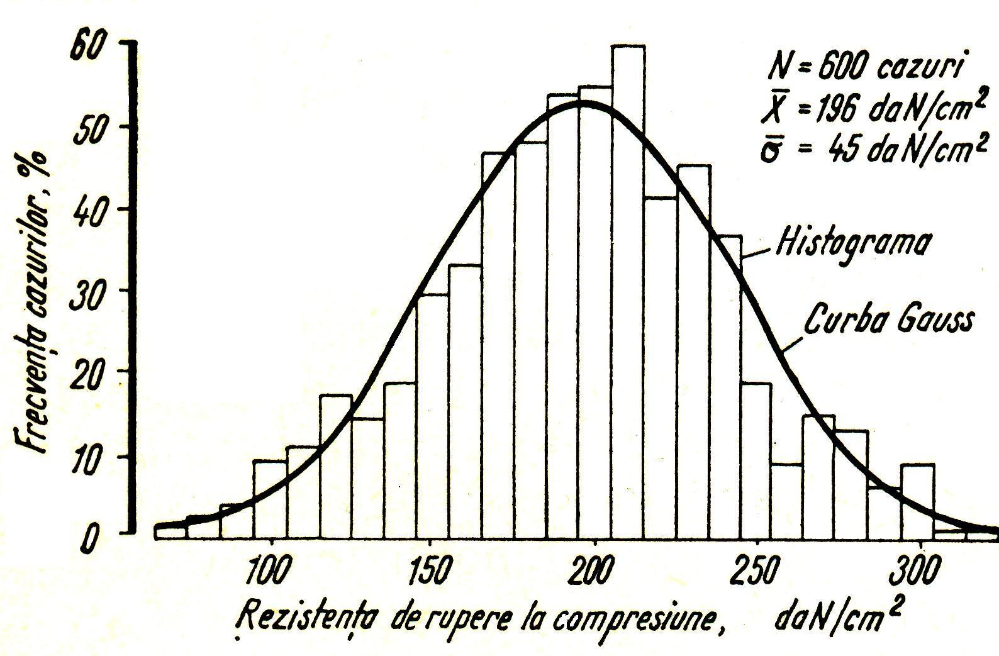 60
50
40
30
20
10
0
Frecvența cazurilor, %
N = 600 cazuri
X̄ = 196 daN/cm²
σ̄ = 45 daN/cm²
Histograma
Curba Gauss
100 150 200 250 300
Rezistența de rupere la compresiune, daN/cm²